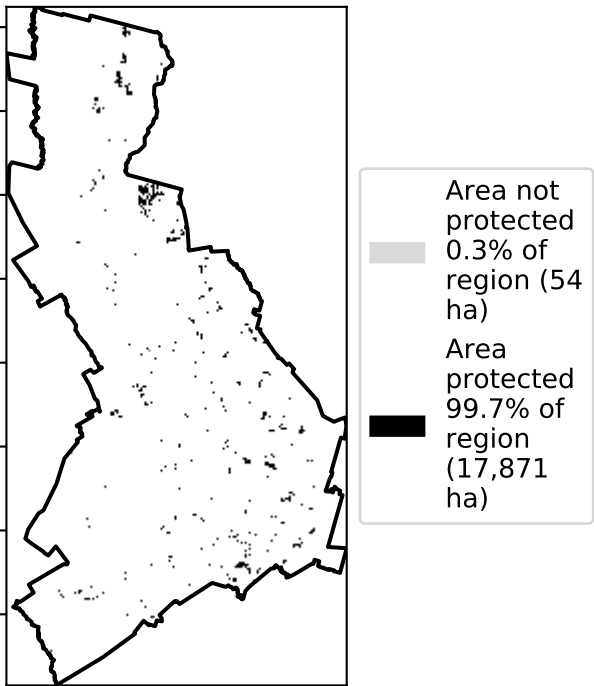 Area not
protected
0.3% of
region (54
ha)
Area
protected
99.7% of
region
(17,871
ha)